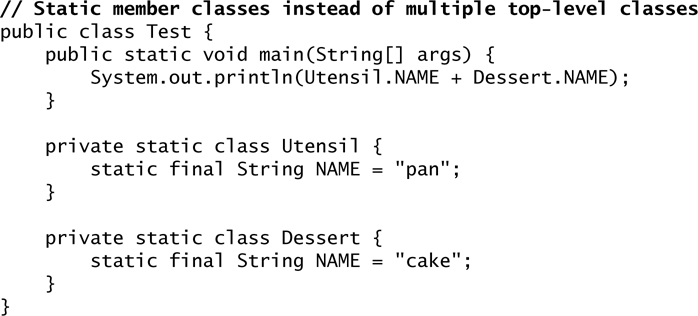 // Static member classes instead of multiple top-level classes
public class Test {
    public static void main(String[] args) {
        System.out.println(Utensil.NAME + Dessert.NAME);
    }

    private static class Utensil {
        static final String NAME = "pan";
    }

    private static class Dessert {
        static final String NAME = "cake";
    }
}